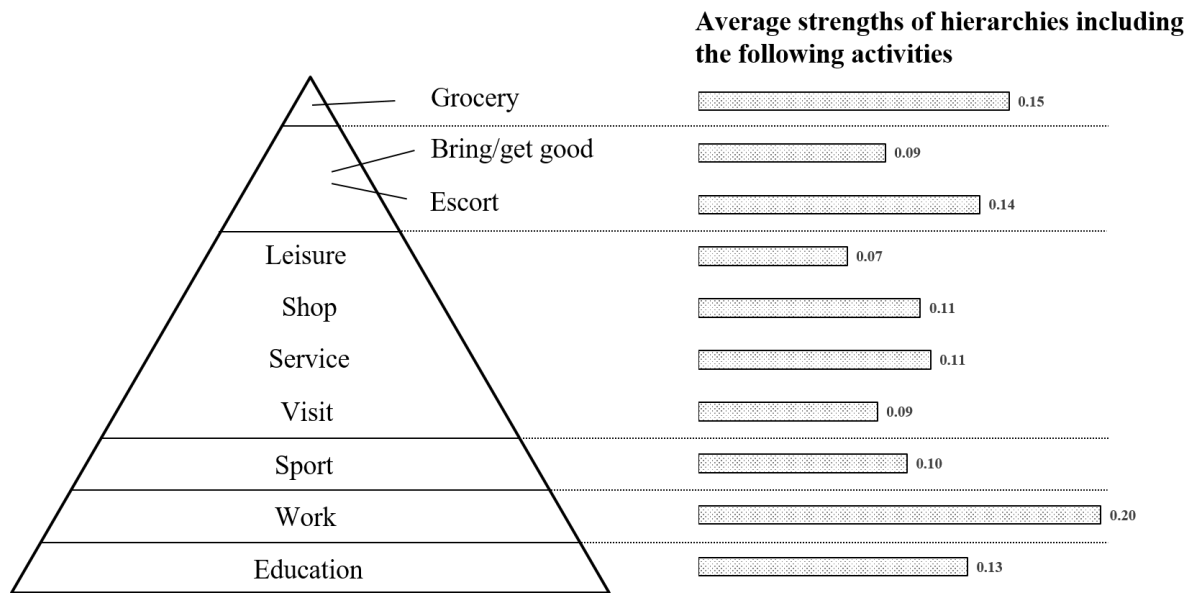 Average strengths of hierarchies including
the following activities
Grocery 0.15
Bring/get good 0.09
Escort 0.14
Leisure 0.07
Shop 0.11
Service 0.11
Visit 0.09
Sport 0.10
Work 0.20
Education 0.13